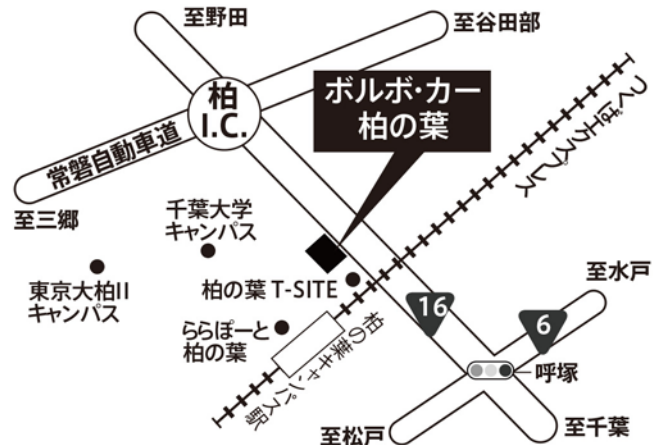 至野田
至谷田部
柏
I.C.
ボルボ・カー
柏の葉
つくばエクスプレス
常磐自動車道
至三郷
千葉大学
キャンパス
東京大柏II
キャンパス
柏の葉 T-SITE
ららぽーと
柏の葉
柏の葉キャンパス駅
16
6
至水戸
呼塚
至松戸
至千葉